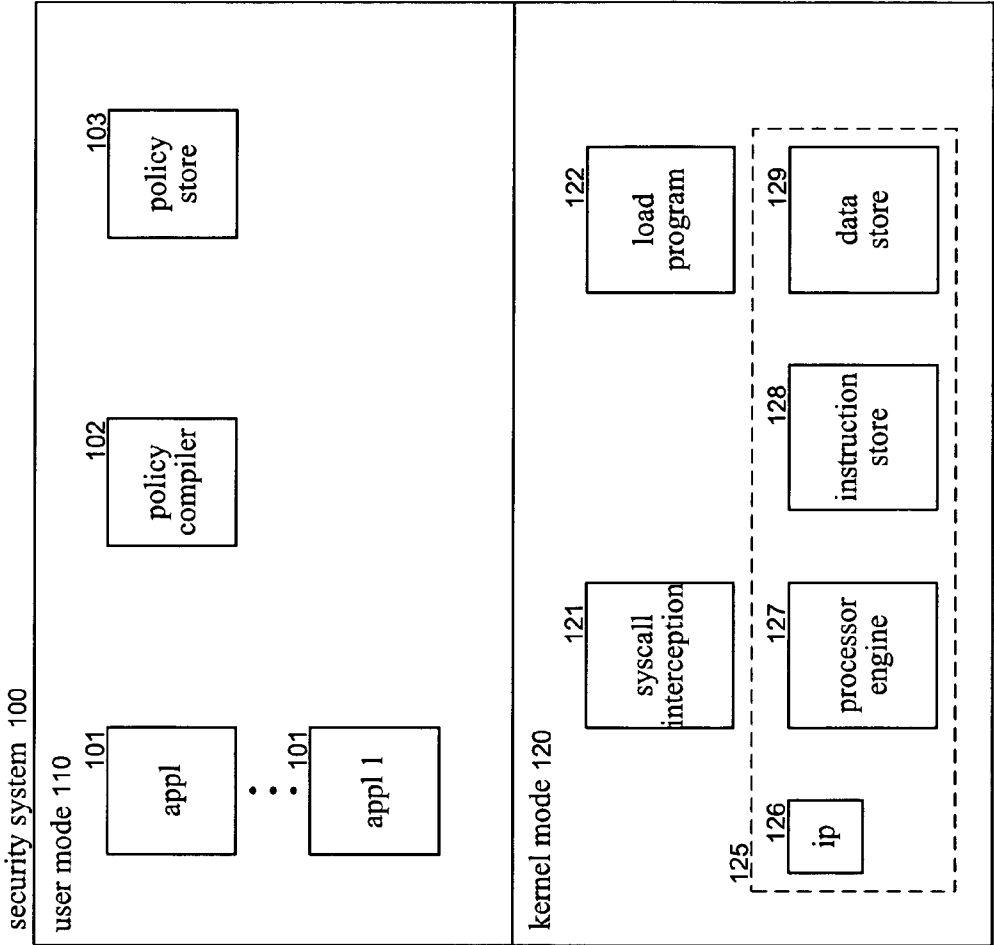 security system 100
user mode 110
101
appl
101
appl 1
102
policy
compiler
103
policy
store
kernel mode 120
121
syscall
interception
122
load
program
125
126
ip
127
processor
engine
128
instruction
store
129
data
store